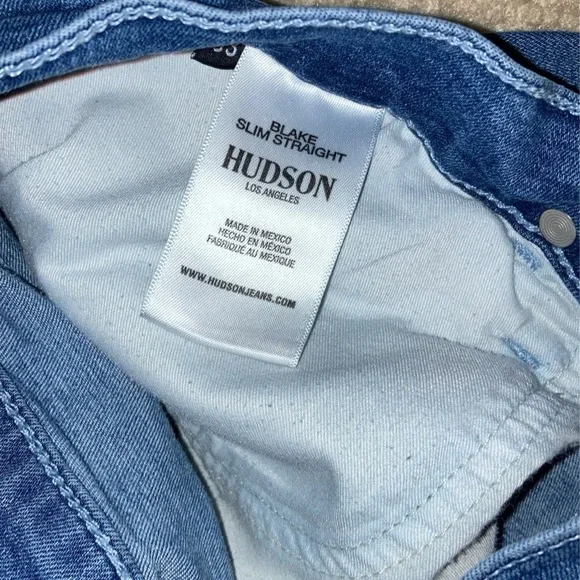 BLAKE
SLIM STRAIGHT
HUDSON
LOS ANGELES
MADE IN MEXICO
HECHO EN MÉXICO
FABRIQUÉ AU MEXIQUE
WWW.HUDSONJEANS.COM